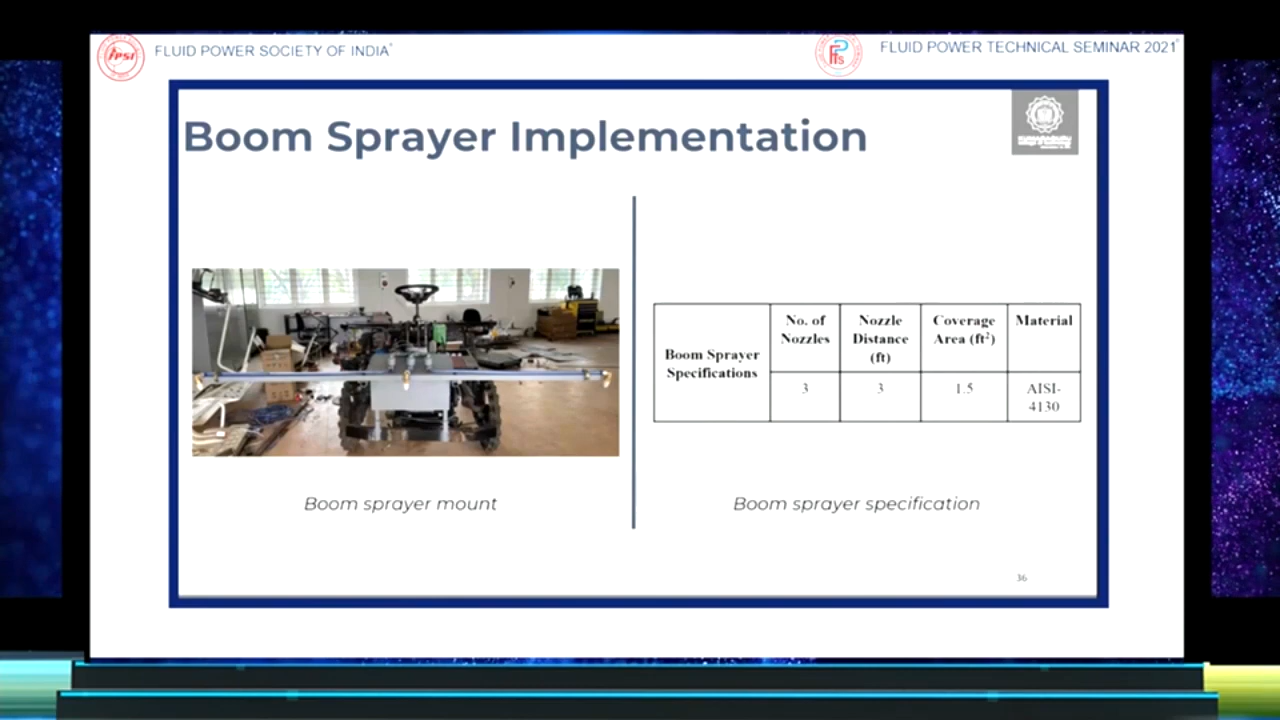 FLUID POWER SOCIETY OF INDIA
FLUID POWER TECHNICAL SEMINAR 2021
Boom Sprayer Implementation
Boom Sprayer
Specifications
No. of
Nozzles
Nozzle
Distance
(ft)
Coverage
Area (ft²)
Material
3
3
1.5
AISI-
4130
Boom sprayer mount
Boom sprayer specification
36